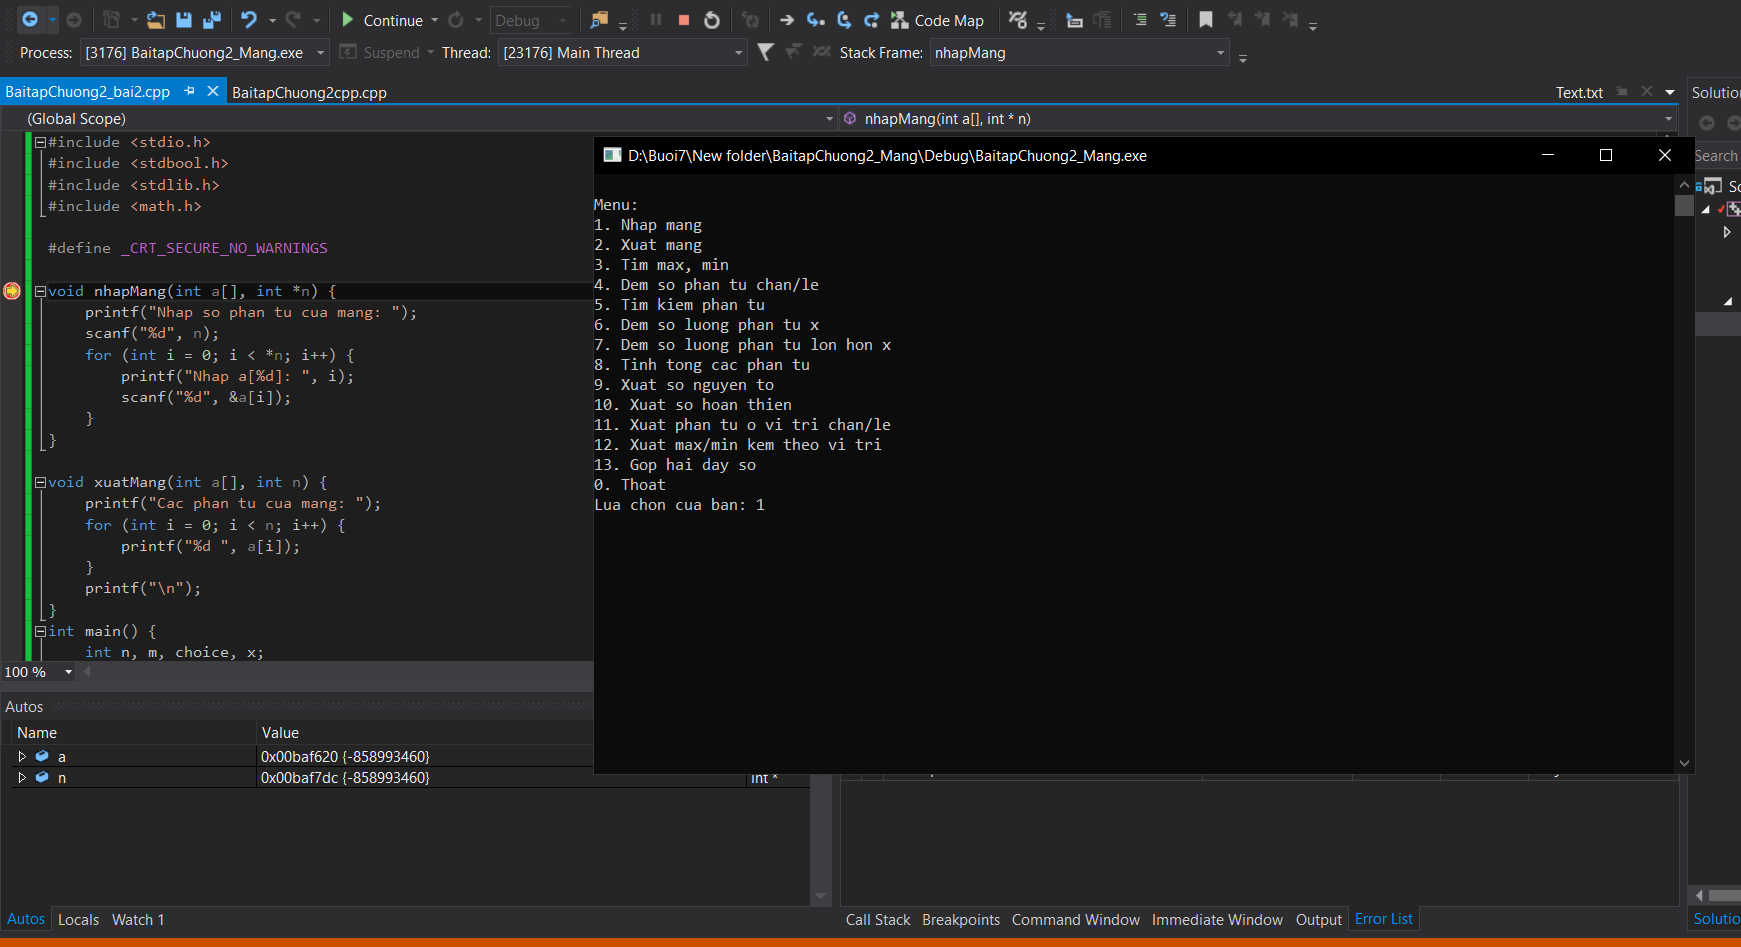 Continue
Debug
Code Map
Process: [3176] BaitapChuong2_Mang.exe Suspend Thread: [23176] Main Thread Stack Frame: nhapMang
BaitapChuong2_bai2.cpp BaitapChuong2cpp.cpp Text.txt
(Global Scope) nhapMang(int a[], int * n)
#include <stdio.h>
#include <stdbool.h>
#include <stdlib.h>
#include <math.h>
#define _CRT_SECURE_NO_WARNINGS
void nhapMang(int a[], int *n) {
printf("Nhap so phan tu cua mang: ");
scanf("%d", n);
for (int i = 0; i < *n; i++) {
printf("Nhap a[%d]: ", i);
scanf("%d", &a[i]);
}
}
void xuatMang(int a[], int n) {
printf("Cac phan tu cua mang: ");
for (int i = 0; i < n; i++) {
printf("%d ", a[i]);
}
printf("\n");
}
int main() {
int n, m, choice, x;
100 %
D:\Buoi7\New folder\BaitapChuong2_Mang\Debug\BaitapChuong2_Mang.exe
Menu:
1. Nhap mang
2. Xuat mang
3. Tim max, min
4. Dem so phan tu chan/le
5. Tim kiem phan tu
6. Dem so luong phan tu x
7. Dem so luong phan tu lon hon x
8. Tinh tong cac phan tu
9. Xuat so nguyen to
10. Xuat so hoan thien
11. Xuat phan tu o vi tri chan/le
12. Xuat max/min kem theo vi tri
13. Gop hai day so
0. Thoat
Lua chon cua ban: 1
Solutio
Search
Sc
Autos
Name Value
a 0x00baf620 {-858993460}
n 0x00baf7dc {-858993460} int *
Autos Locals Watch 1
Call Stack Breakpoints Command Window Immediate Window Output Error List
Solutio